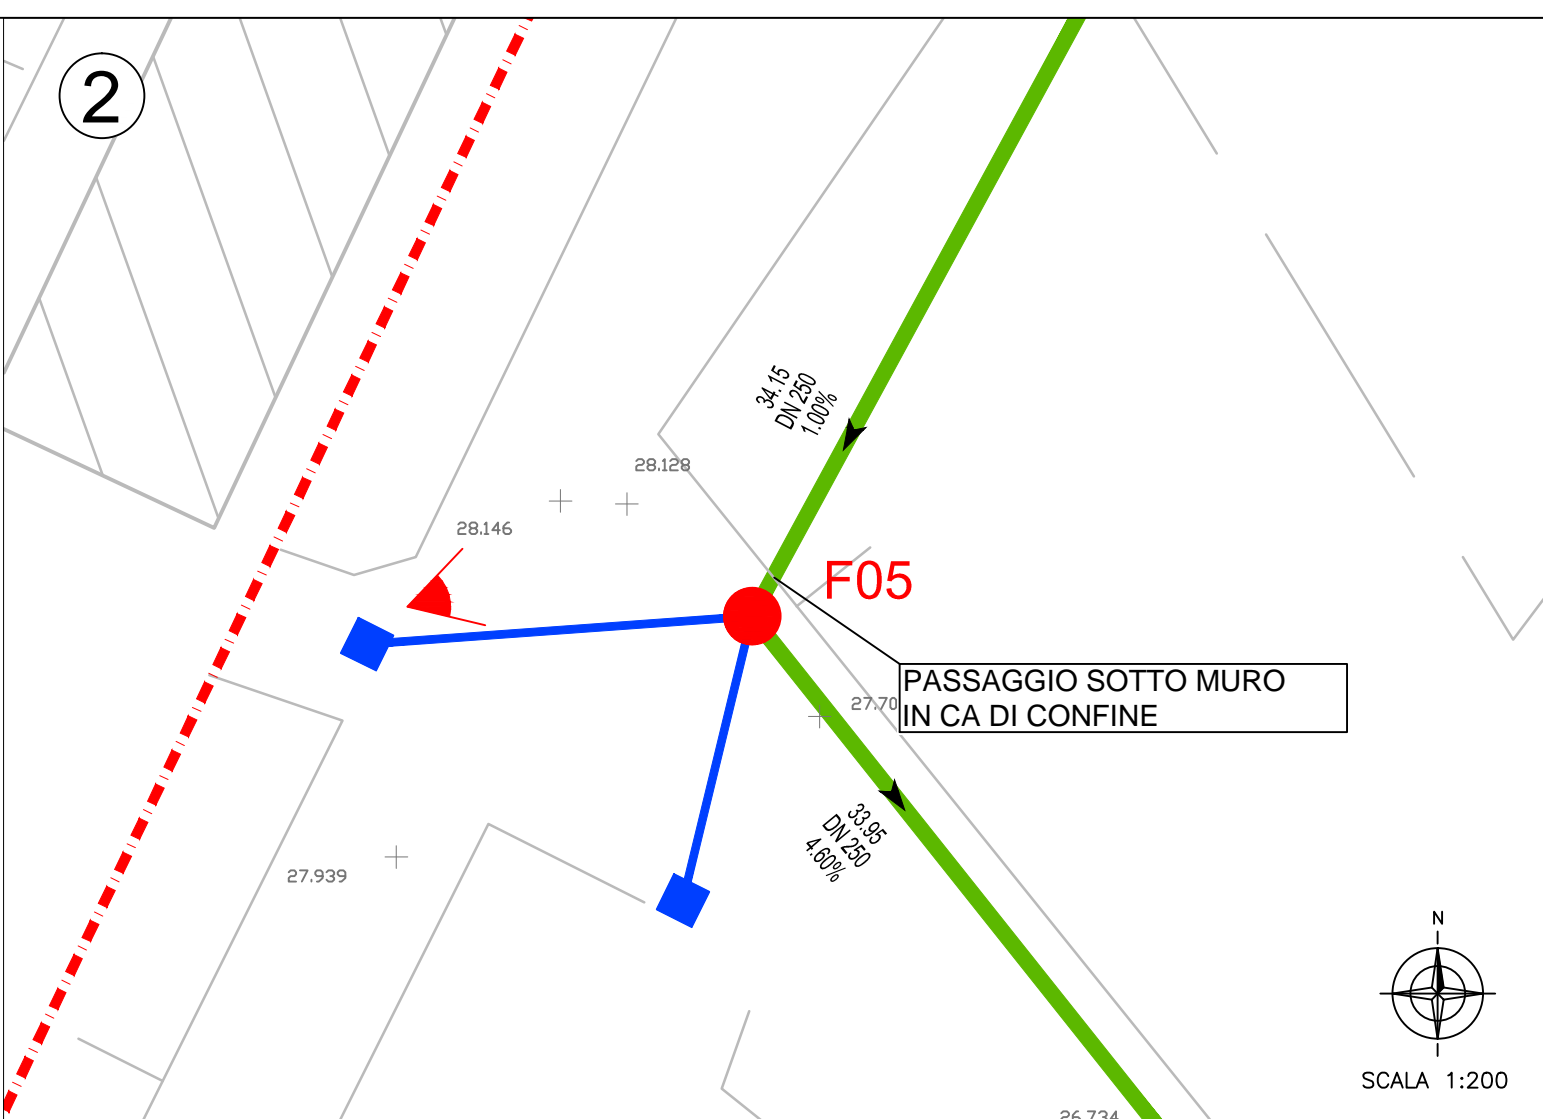 2
34.15
DN 250
1.00%
28.128
28.146
F05
PASSAGGIO SOTTO MURO
IN CA DI CONFINE
27.70
33.95
DN 250
4.60%
27.939
N
SCALA 1:200
26.734